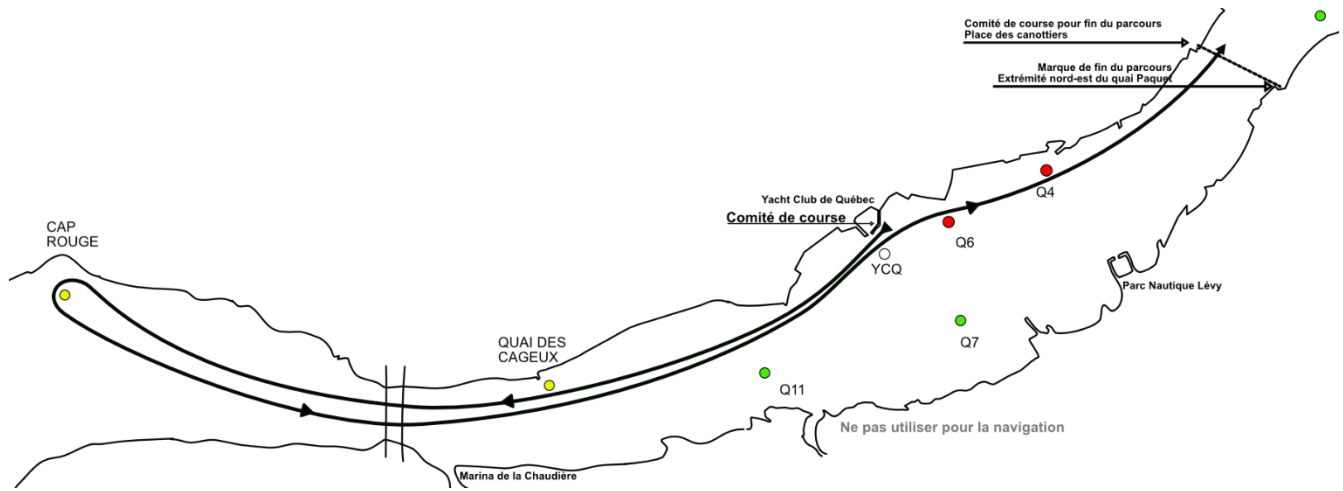 Comité de course pour fin du parcours
Place des canottiers
Marque de fin du parcours
Extrémité nord-est du quai Paquet
Yacht Club de Québec
Comité de course
Q4
Q6
YCQ
CAP
ROUGE
Parc Nautique Lévy
QUAI DES
CAGEUX
Q7
Q11
Ne pas utiliser pour la navigation
Marina de la Chaudière